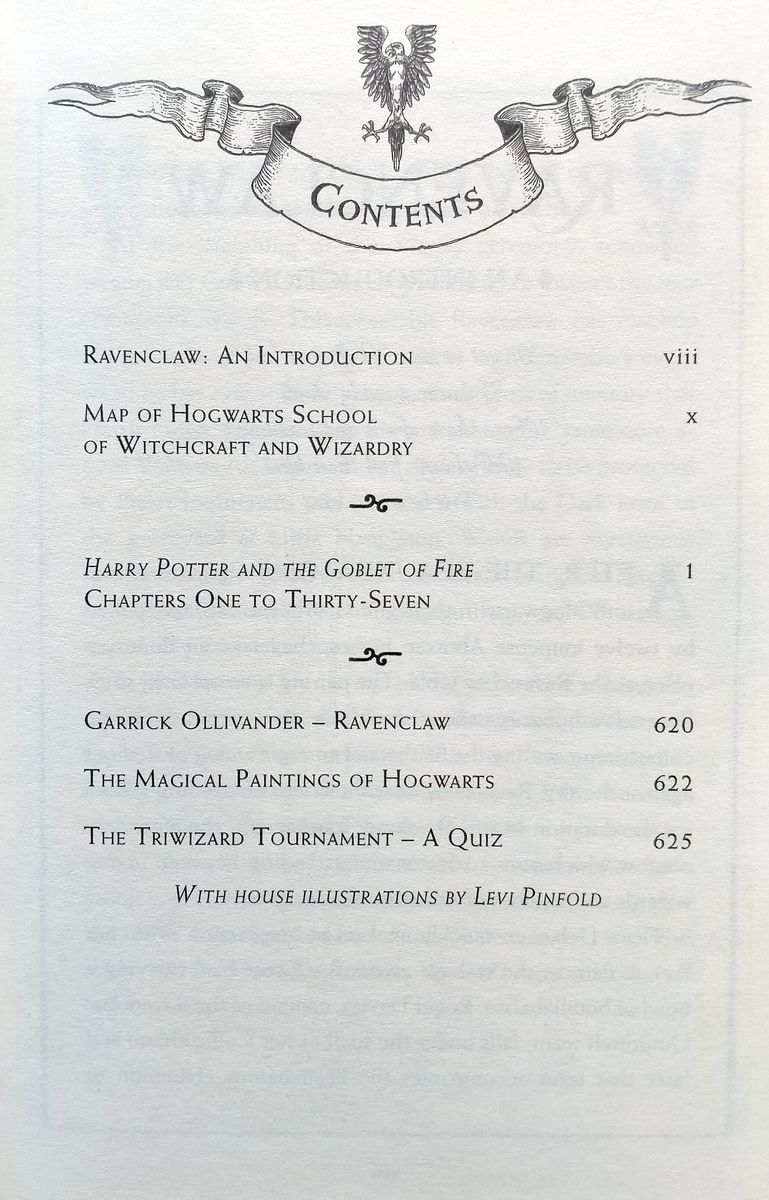 CONTENTS
RAVENCLAW: AN INTRODUCTION viii
MAP OF HOGWARTS SCHOOL x
OF WITCHCRAFT AND WIZARDRY
HARRY POTTER AND THE GOBLET OF FIRE 1
CHAPTERS ONE TO THIRTY-SEVEN
GARRICK OLLIVANDER – RAVENCLAW 620
THE MAGICAL PAINTINGS OF HOGWARTS 622
THE TRIWIZARD TOURNAMENT – A QUIZ 625
WITH HOUSE ILLUSTRATIONS BY LEVI PINFOLD